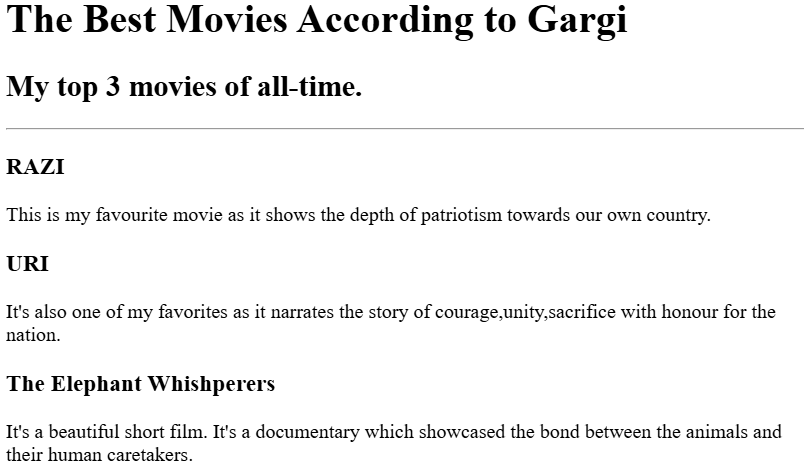 The Best Movies According to Gargi
My top 3 movies of all-time.
RAZI
This is my favourite movie as it shows the depth of patriotism towards our own country.
URI
It's also one of my favorites as it narrates the story of courage,unity,sacrifice with honour for the
nation.
The Elephant Whishperers
It's a beautiful short film. It's a documentary which showcased the bond between the animals and
their human caretakers.